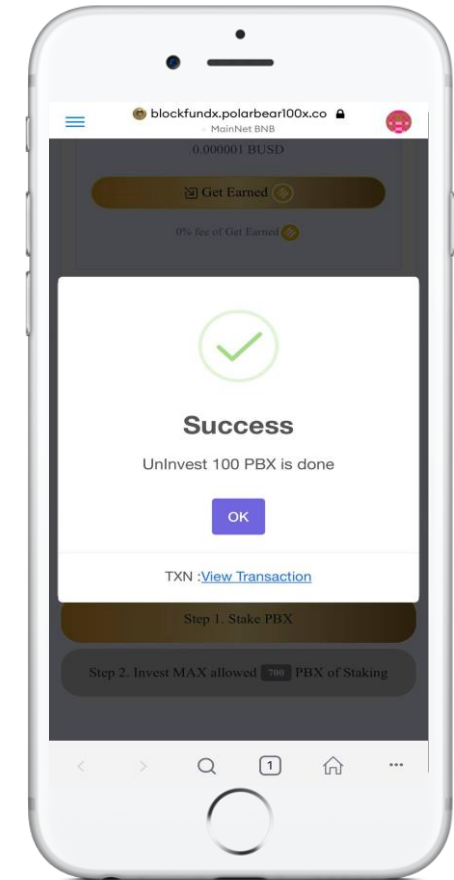 blockfundx.polarbear100x.co
MainNet BNB
0.000001 BUSD
Get Earned
0% fee of Get Earned
Success
UnInvest 100 PBX is done
OK
TXN :View Transaction
Step 1. Stake PBX
Step 2. Invest MAX allowed 700 PBX of Staking
1